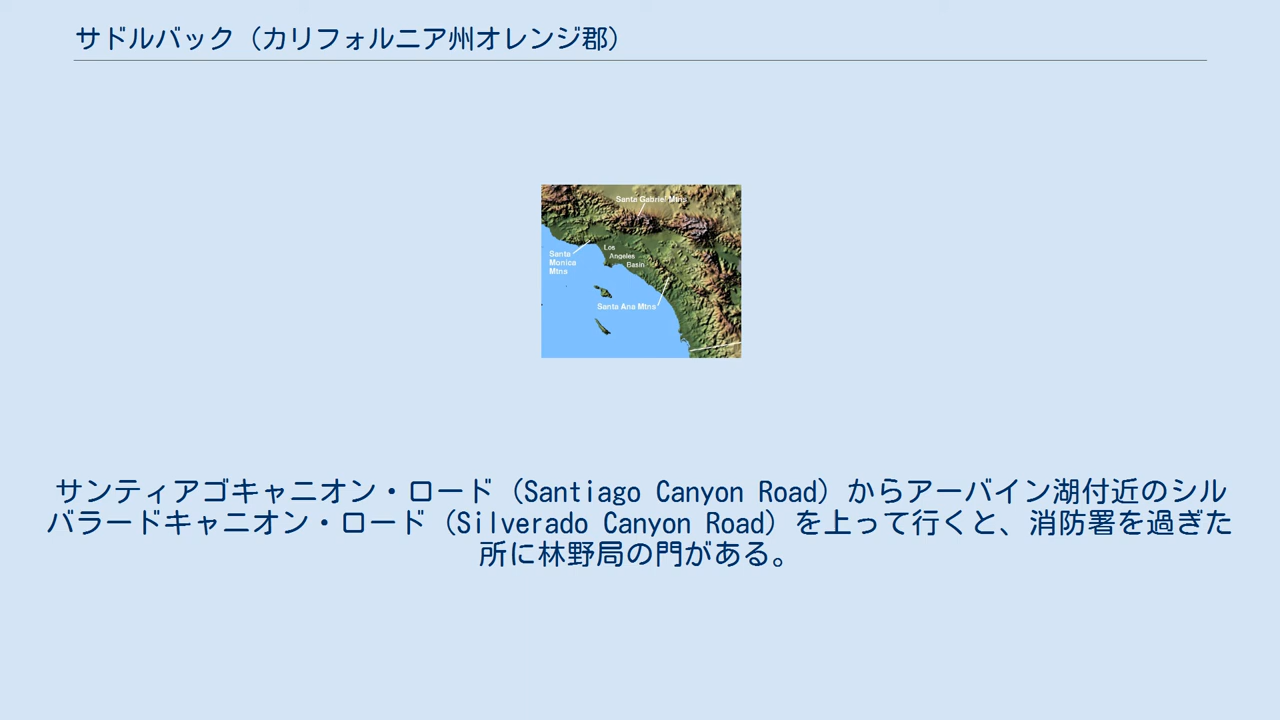 サドルバック（カリフォルニア州オレンジ郡）
Santa Gabriel Mtns
Los
Angeles
Basin
Santa
Monica
Mtns
Santa Ana Mtns
サンティアゴキャニオン・ロード（Santiago Canyon Road）からアーバイン湖付近のシル
バラードキャニオン・ロード（Silverado Canyon Road）を上って行くと、消防署を過ぎた
所に林野局の門がある。